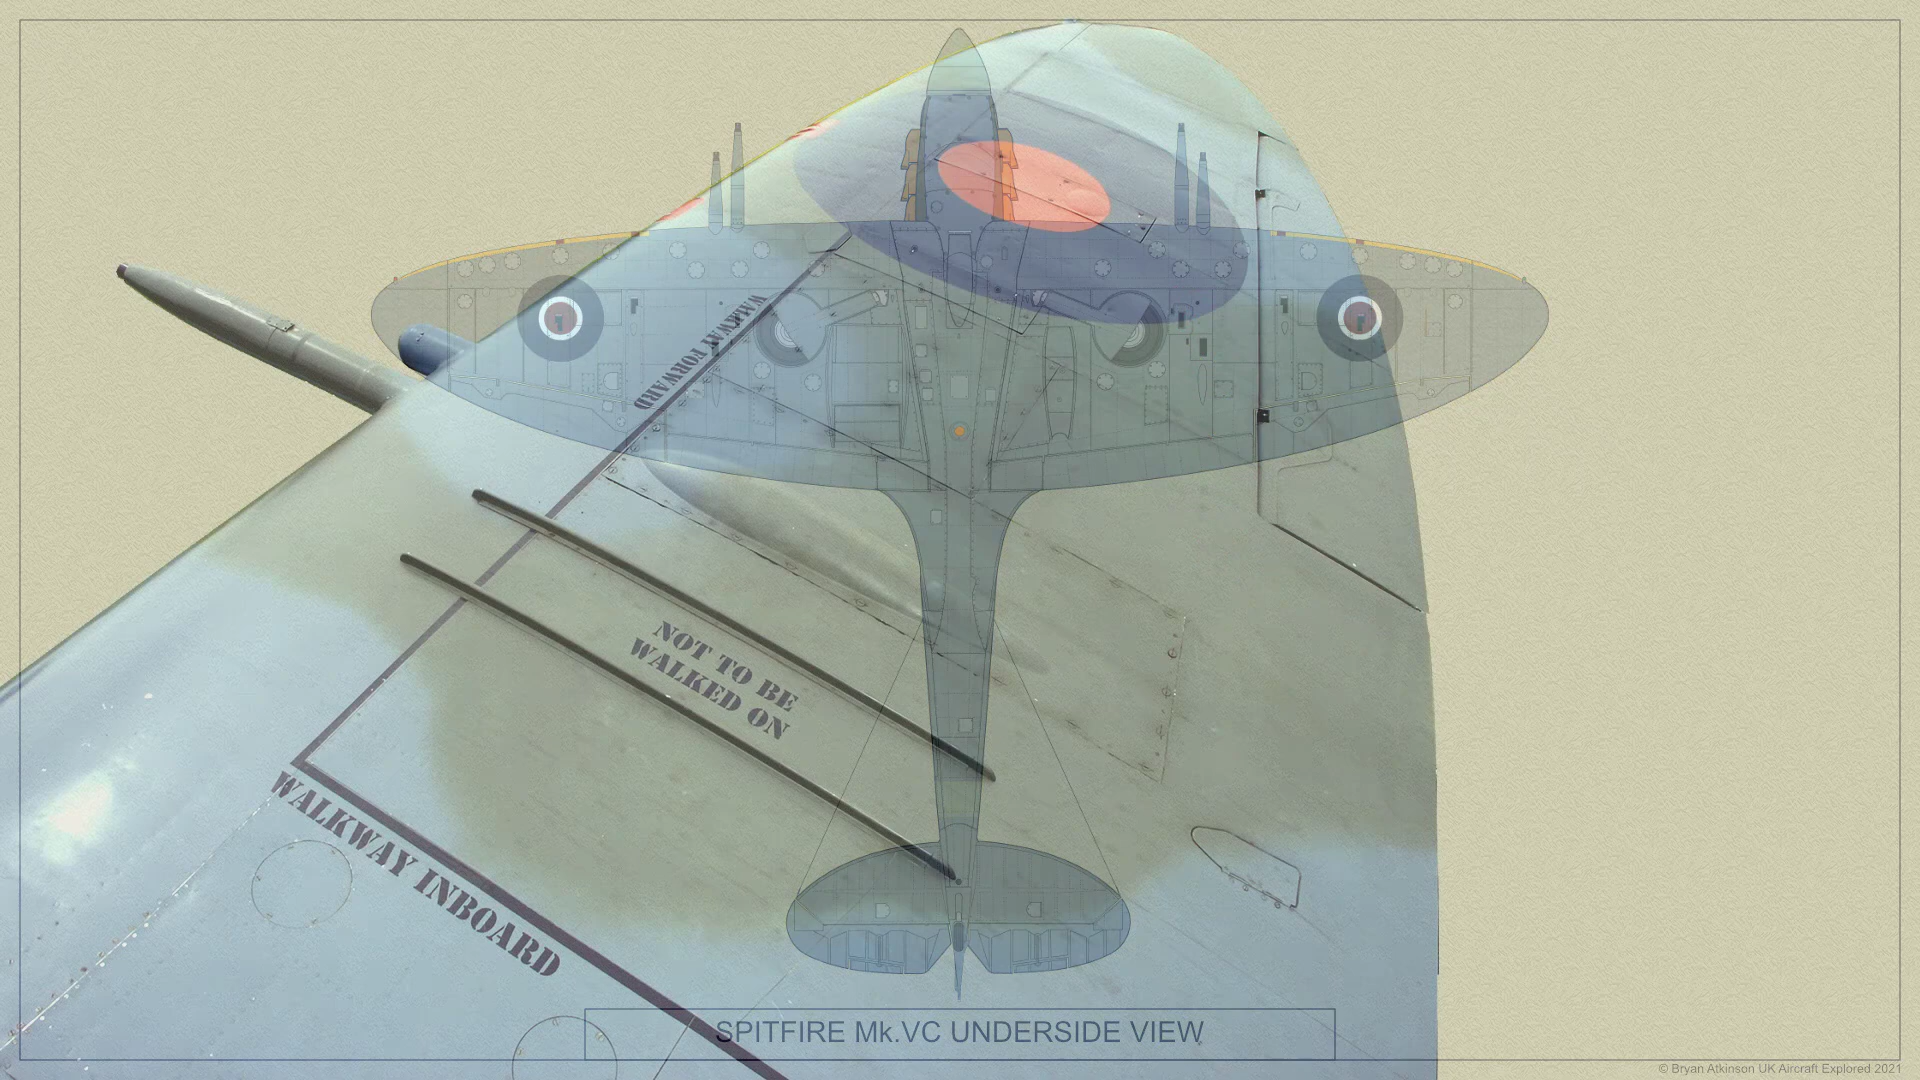 WALKWAY FORWARD
NOT TO BE
WALKED ON
WALKWAY INBOARD
SPITFIRE Mk.VC UNDERSIDE VIEW
© Bryan Atkinson UK Aircraft Explored 2021